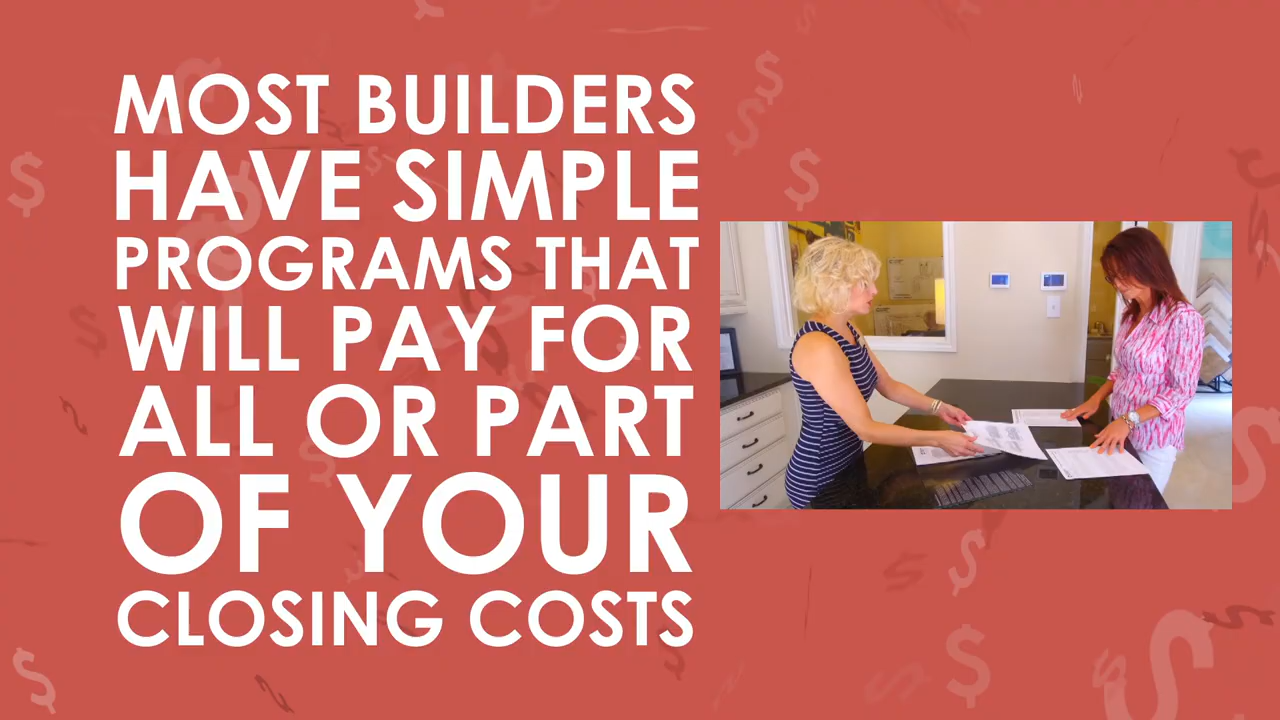 MOST BUILDERS
HAVE SIMPLE
PROGRAMS THAT
WILL PAY FOR
ALL OR PART
OF YOUR
CLOSING COSTS